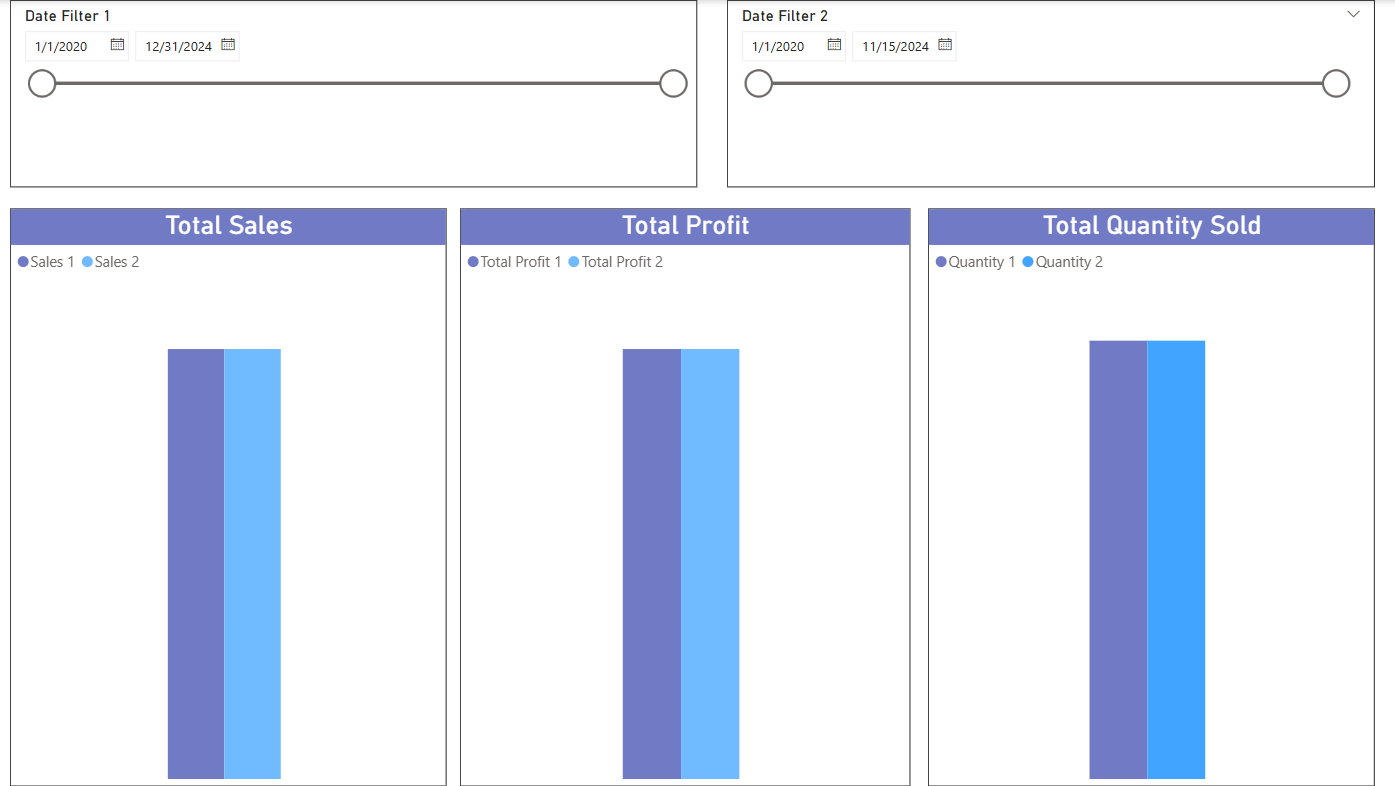 Date Filter 1
1/1/2020 12/31/2024
Date Filter 2
1/1/2020 11/15/2024
Total Sales
Sales 1 Sales 2
Total Profit
Total Profit 1 Total Profit 2
Total Quantity Sold
Quantity 1 Quantity 2